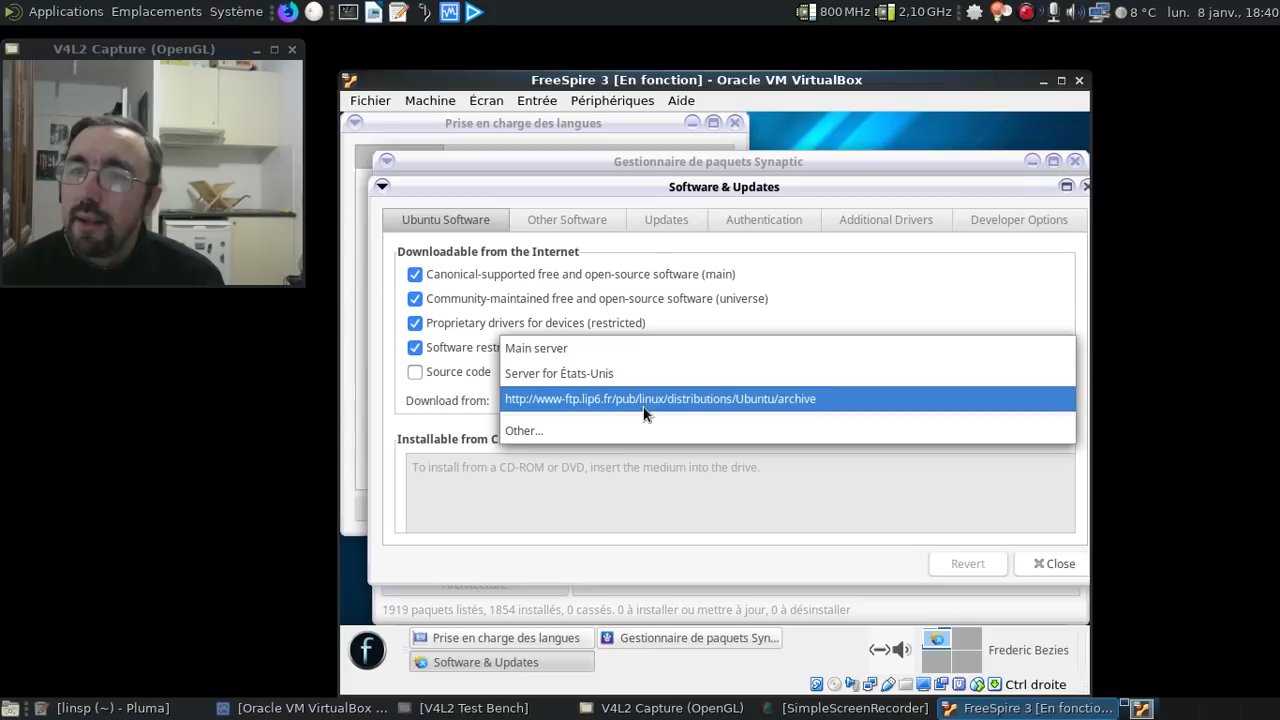 Applications Emplacements Système
800 MHz 2,10 GHz 8 °C lun. 8 janv., 18:40
V4L2 Capture (OpenGL)
FreeSpire 3 [En fonction] - Oracle VM VirtualBox
Fichier Machine Écran Entrée Périphériques Aide
Prise en charge des langues
Gestionnaire de paquets Synaptic
Software & Updates
Ubuntu Software Other Software Updates Authentication Additional Drivers Developer Options
Downloadable from the Internet
Canonical-supported free and open-source software (main)
Community-maintained free and open-source software (universe)
Proprietary drivers for devices (restricted)
Software restr
Main server
Source code
Server for États-Unis
Download from:
http://www-ftp.lip6.fr/pub/linux/distributions/Ubuntu/archive
Other...
Installable from C
To install from a CD-ROM or DVD, insert the medium into the drive.
Revert Close
1919 paquets listés, 1854 installés, 0 cassés. 0 à installer ou mettre à jour, 0 à désinstaller
Prise en charge des langues Gestionnaire de paquets Syn...
Software & Updates
Frederic Bezies
Ctrl droite
[linsp (~) - Pluma] [Oracle VM VirtualBox ... [V4L2 Test Bench] V4L2 Capture (OpenGL) [SimpleScreenRecorder] FreeSpire 3 [En fonctio...